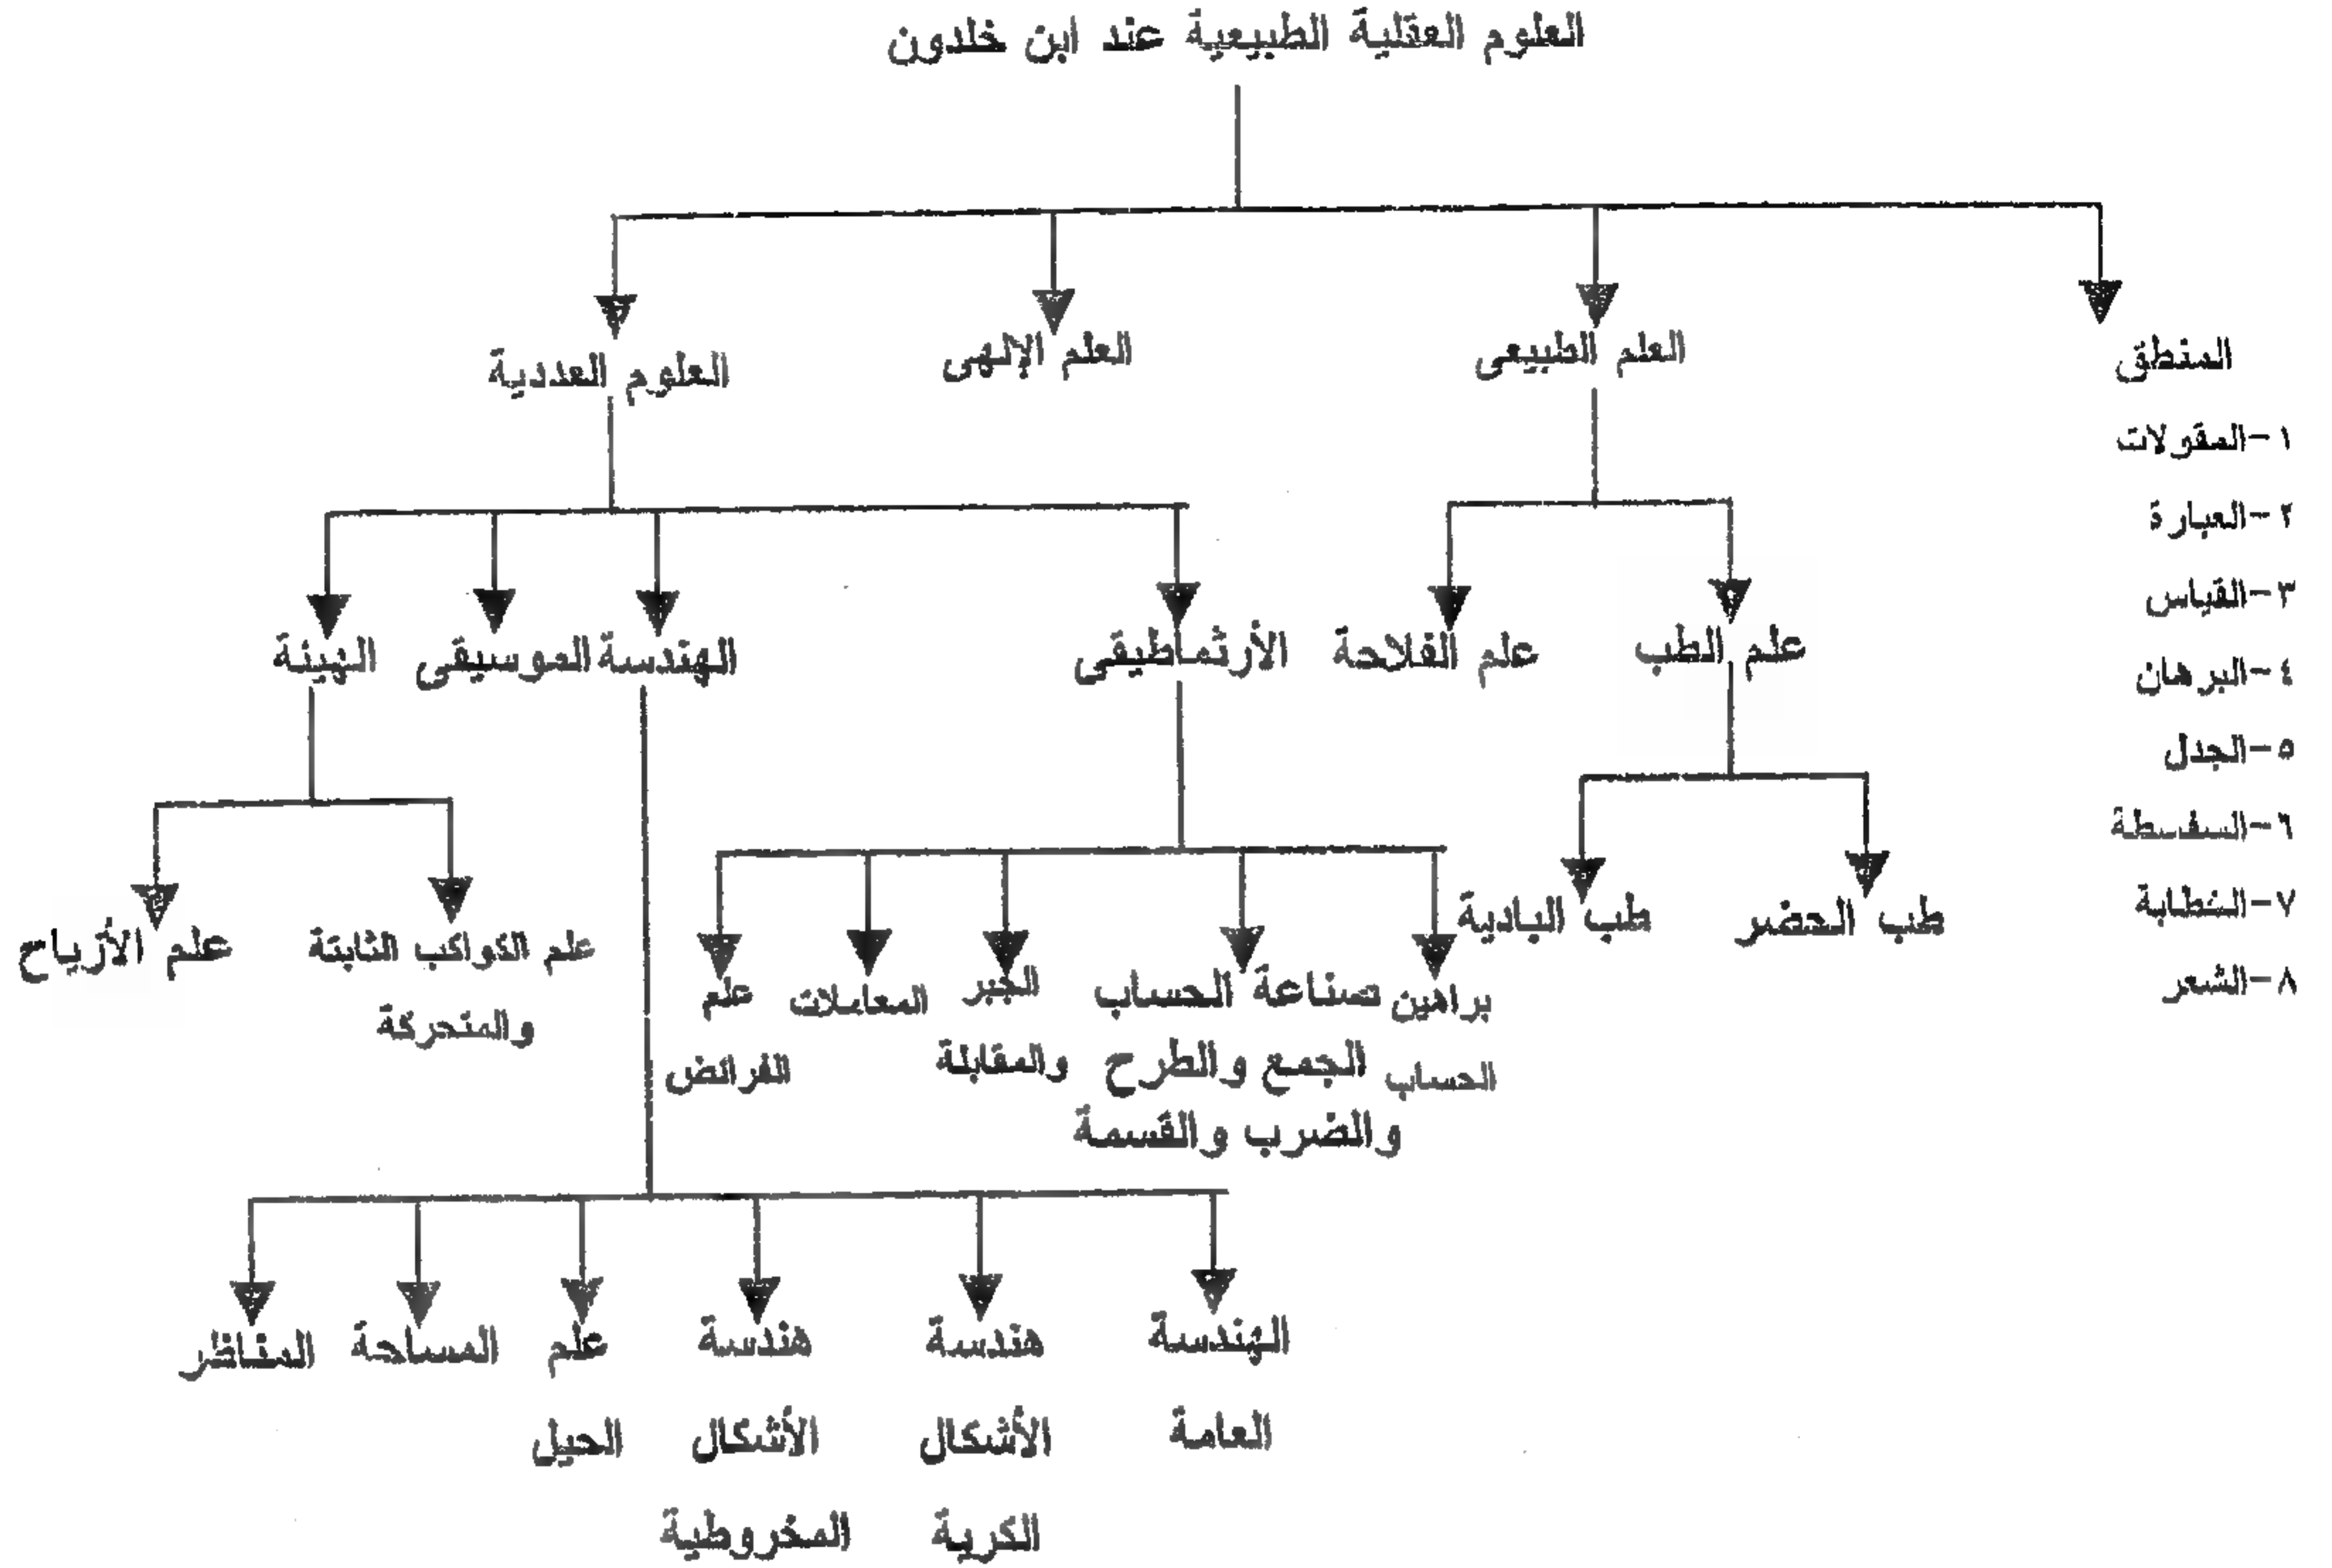 العلوم العقلية الطبيعية عند ابن خلدون
المنطق
١-المقولات
٢-العبارة
٣-القياس
٤-البرهان
٥-الجدل
٦-السفسطة
٧-الخطابة
٨-الشعر
العلم الطبيعى
العلم الإلهى
العلوم العددية
علم الطب
علم الفلاحة
الأرثماطيقى
الهندسة
الموسيقى
الهيئة
طب الحضر
طب البادية
براهين
الحساب
صناعة الحساب
الجمع والطرح
والضرب والقسمة
الجبر
والمقابلة
المعاملات
علم
الفرائض
علم الكواكب الثابتة
والمتحركة
علم الأزياح
الهندسة
العامة
هندسة
الأشكال
الكرية
هندسة
الأشكال
المخروطية
علم
الحيل
المساحة
المناظر